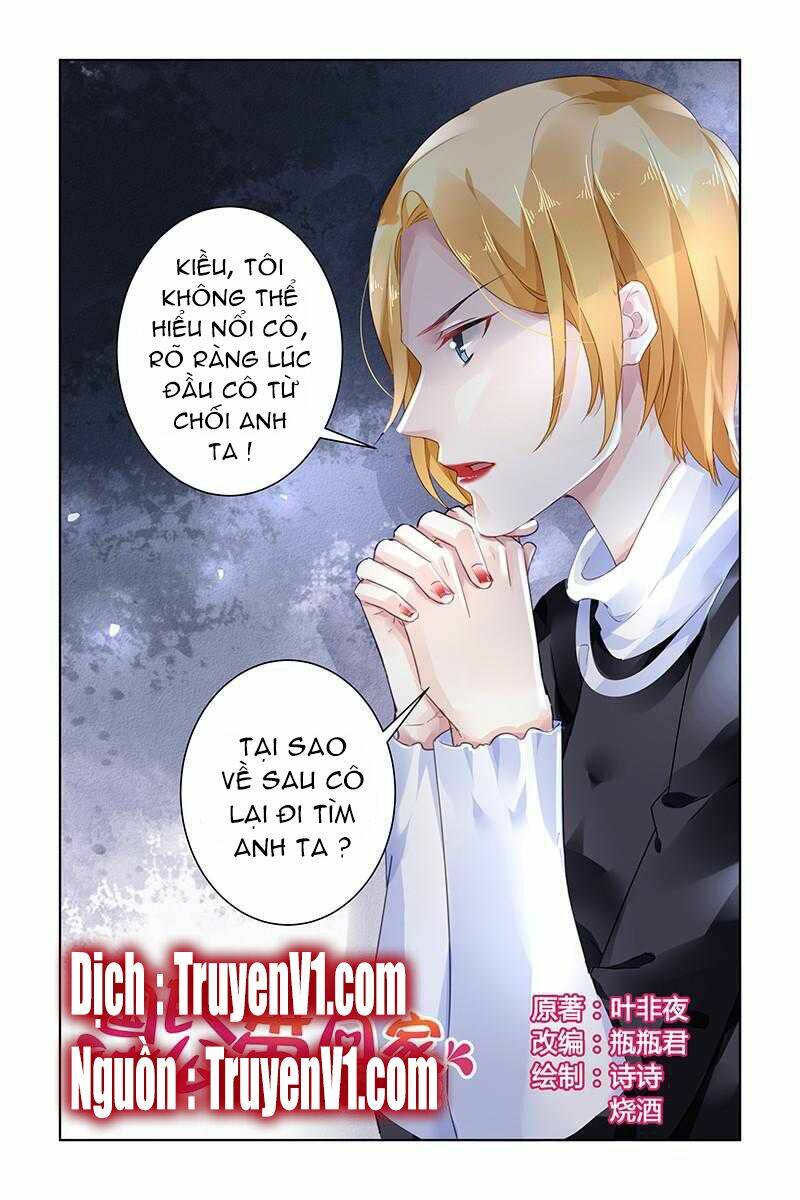 KIỀU, TÔI
KHÔNG THỂ
HIỂU NỔI CÔ,
RÕ RÀNG LÚC
ĐẦU CÔ TỪ
CHỐI ANH
TA !
TẠI SAO
VỀ SAU CÔ
LẠI ĐI TÌM
ANH TA ?
Dịch : TruyenV1.com
Nguồn : TruyenV1.com
原著：叶非夜
改编：瓶瓶君
绘制：诗诗
烧酒